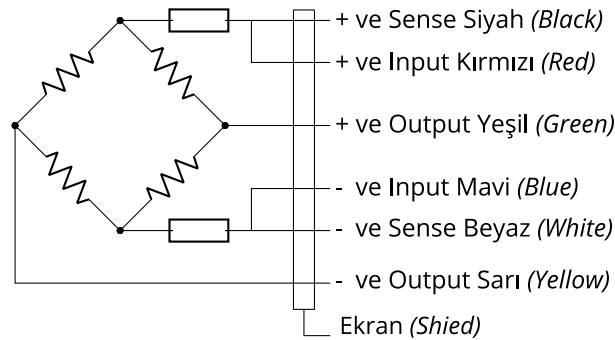 + ve Sense Siyah (Black)
+ ve Input Kırmızı (Red)
+ ve Output Yeşil (Green)
- ve Input Mavi (Blue)
- ve Sense Beyaz (White)
- ve Output Sarı (Yellow)
Ekran (Shied)